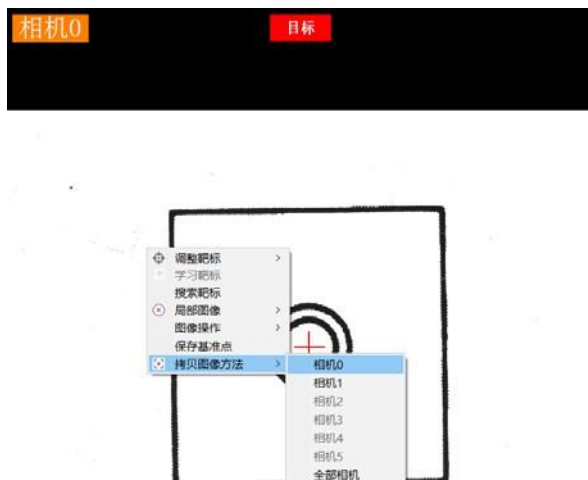 相机0
目标
调整靶标
学习靶标
搜索靶标
局部图像
图像操作
保存基准点
拷贝图像方法
相机0
相机1
相机2
相机3
相机4
相机5
全部相机